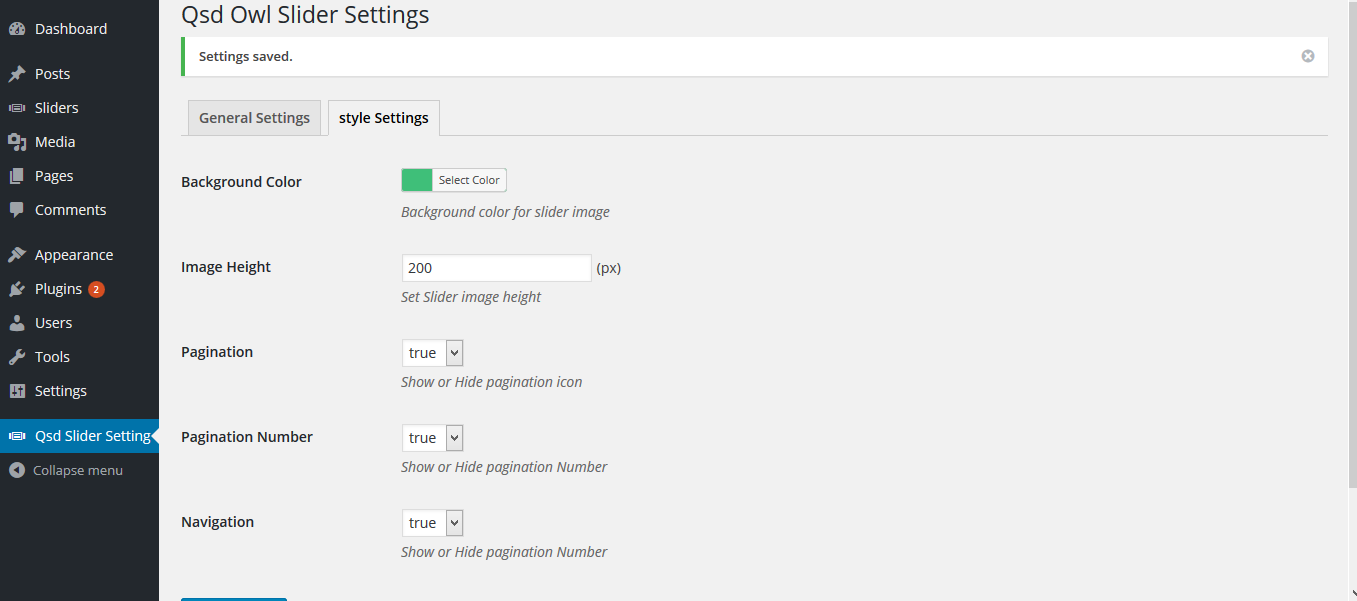 Dashboard
Posts
Sliders
Media
Pages
Comments
Appearance
Plugins 2
Users
Tools
Settings
Qsd Slider Setting
Collapse menu
Qsd Owl Slider Settings
Settings saved.
General Settings
style Settings
Background Color
Select Color
Background color for slider image
Image Height
200 (px)
Set Slider image height
Pagination
true
Show or Hide pagination icon
Pagination Number
true
Show or Hide pagination Number
Navigation
true
Show or Hide pagination Number